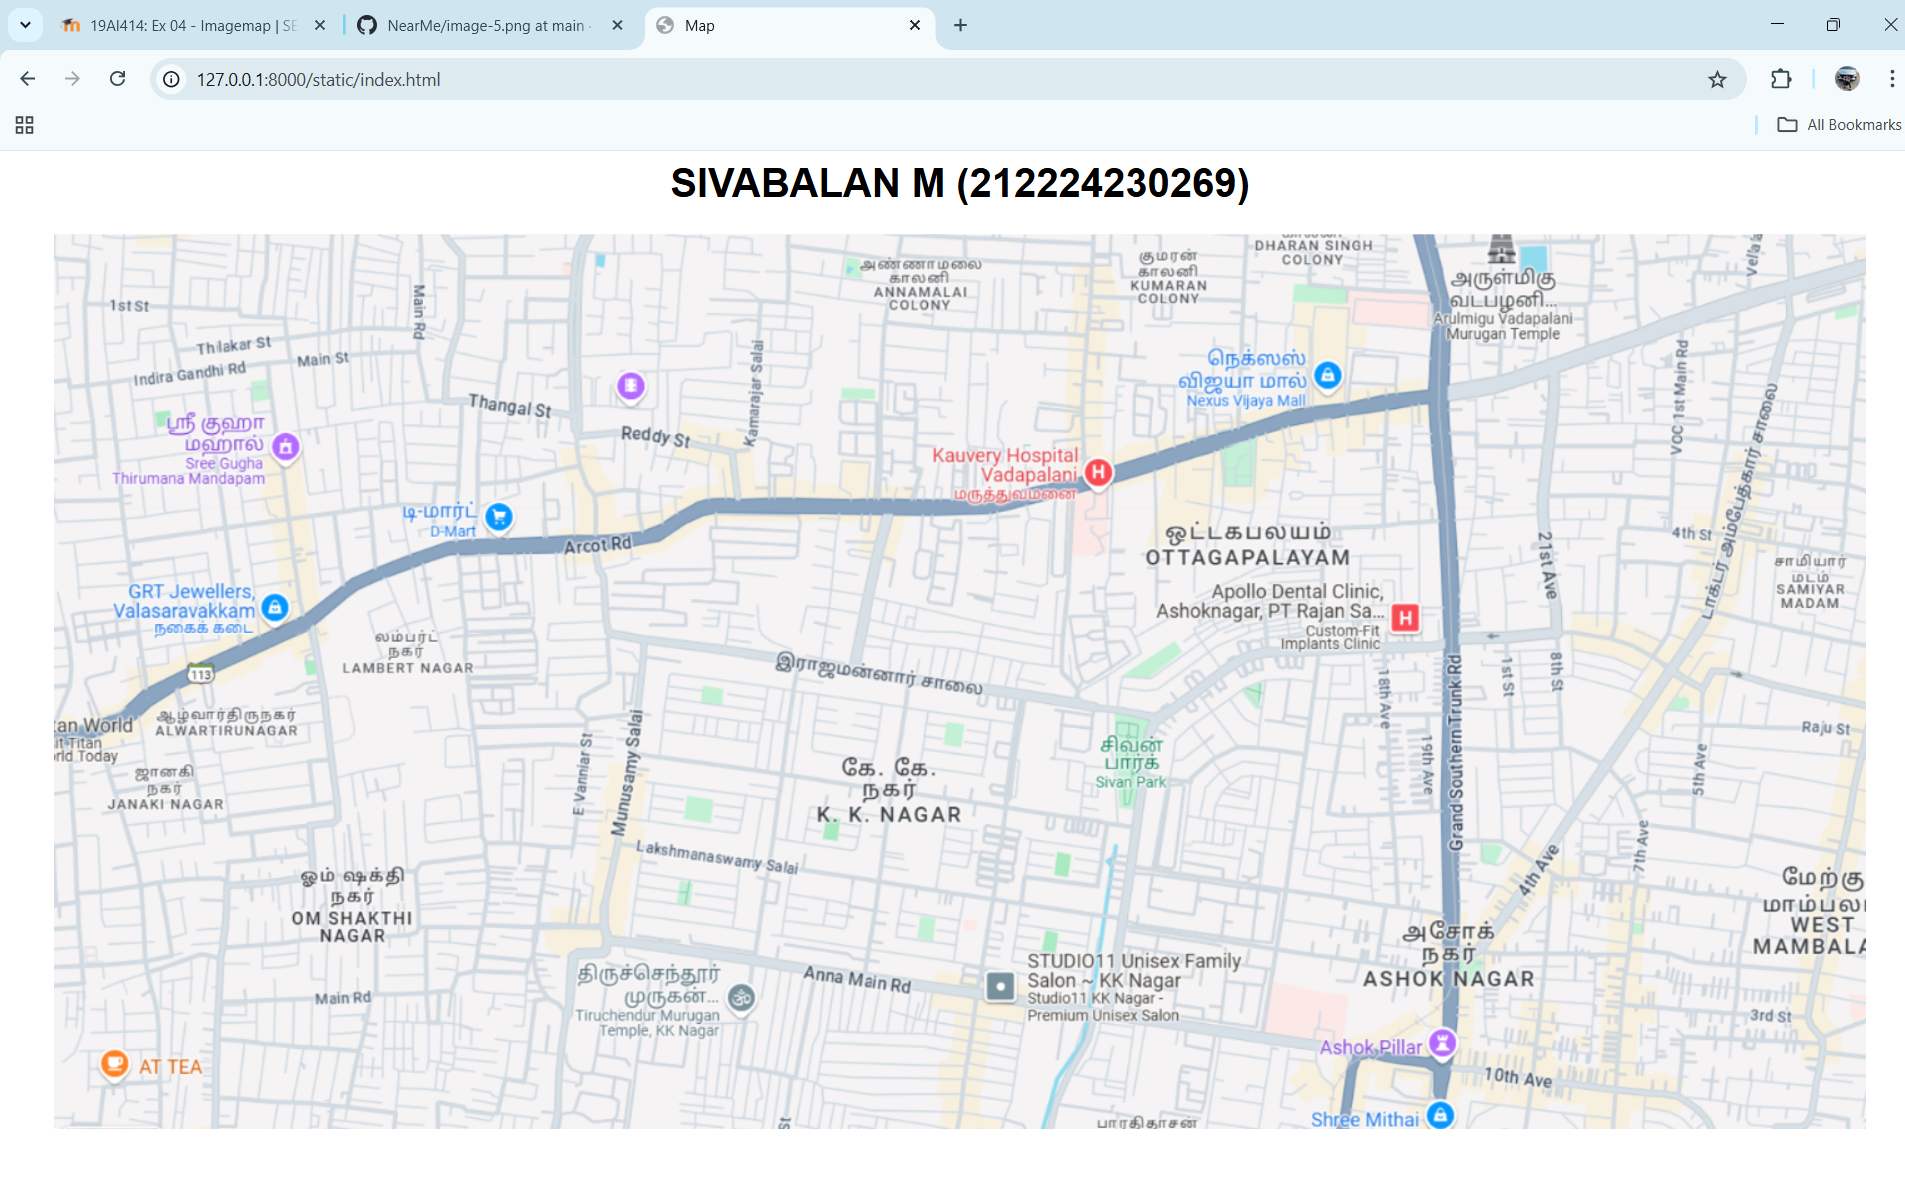 19AI414: Ex 04 - Imagemap | SE
NearMe/image-5.png at main
Map
127.0.0.1:8000/static/index.html
All Bookmarks
SIVABALAN M (212224230269)
DHARAN SINGH
COLONY
அண்ணாமலை
காலனி
ANNAMALAI
COLONY
குமரன்
காலனி
KUMARAN
COLONY
அருள்மிகு
வடபழனி...
Arulmigu Vadapalani
Murugan Temple
1st St
Main Rd
Thilakar St
Main St
Indira Gandhi Rd
Thangal St
Reddy St
Kamarajar Salai
நெக்ஸஸ்
விஜயா மால்
Nexus Vijaya Mall
VOC 1st Main Rd
டாக்டர் அம்பேத்கார் சாலை
ஸ்ரீ குஹா
மஹால்
Sree Gugha
Thirumana Mandapam
Kauvery Hospital
Vadapalani
மருத்துவமனை
டி-மார்ட்
D-Mart
Arcot Rd
ஒட்டகபலயம்
OTTAGAPALAYAM
21st Ave
4th St
சாமியார்
மடம்
SAMIYAR
MADAM
GRT Jewellers,
Valasaravakkam
நகைக் கடை
Apollo Dental Clinic,
Ashoknagar, PT Rajan Sa...
Custom-Fit
Implants Clinic
லம்பர்ட்
நகர்
LAMBERT NAGAR
113
இராஜமன்னார் சாலை
18th Ave
1st St
8th St
Grand Southern Trunk Rd
tan World
it Titan
rld Today
ஆழ்வார்திருநகர்
ALWARTIRUNAGAR
ஜானகி
நகர்
JANAKI NAGAR
E Vanniar St
Munusamy Salai
சிவன்
பார்க்
Sivan Park
19th Ave
Raju St
5th Ave
கே. கே.
நகர்
K. K. NAGAR
Lakshmanaswamy Salai
4th Ave
7th Ave
ஓம் ஷக்தி
நகர்
OM SHAKTHI
NAGAR
மேற்கு
WEST
MAMBALA
அசோக்
நகர்
ASHOK NAGAR
திருச்செந்தூர்
முருகன்...
Tiruchendur Murugan
Temple, KK Nagar
Anna Main Rd
STUDIO11 Unisex Family
Salon ~ KK Nagar
Studio11 KK Nagar -
Premium Unisex Salon
Main Rd
3rd St
AT TEA
Ashok Pillar
10th Ave
Shree Mithai
பாரதிதாசன்